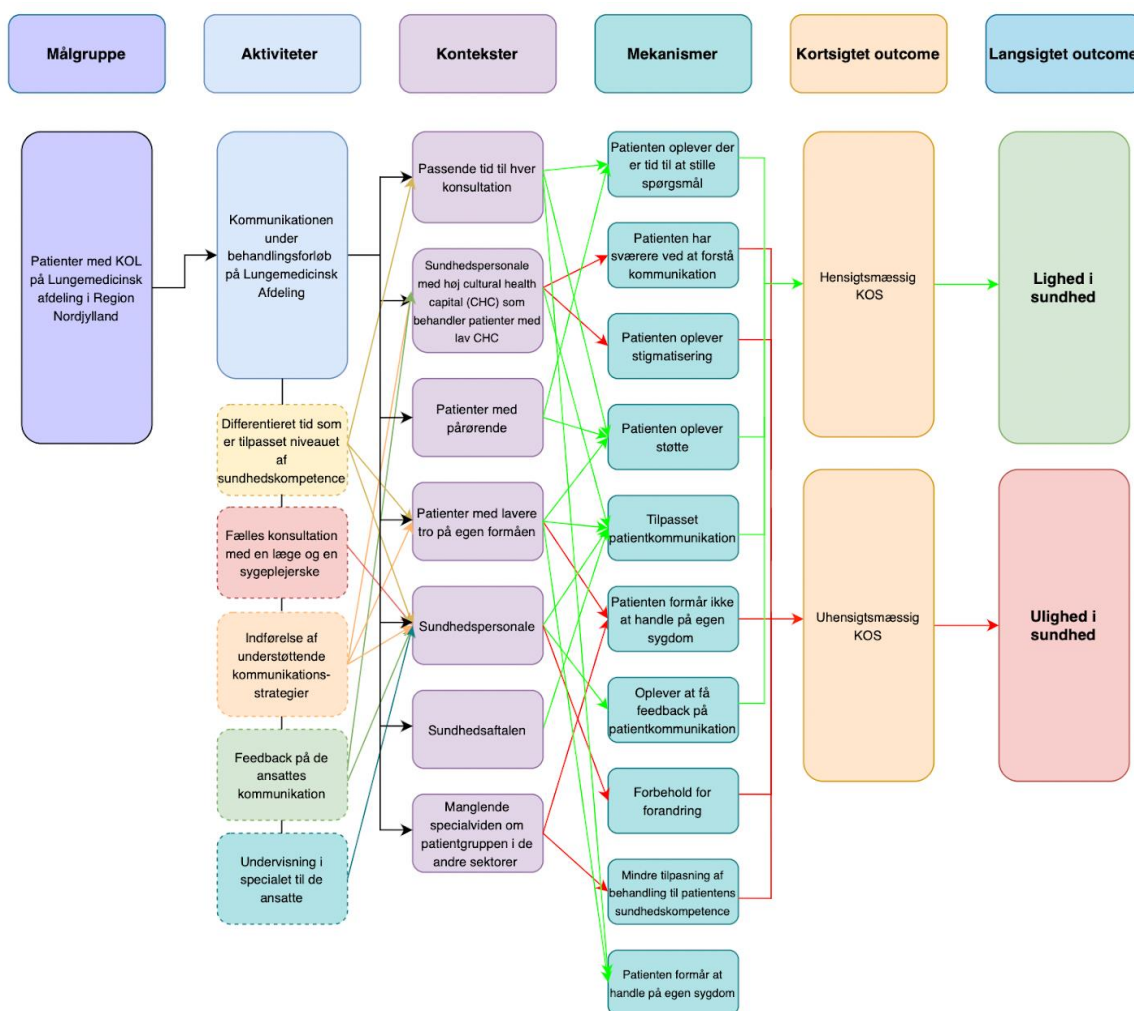 Målgruppe
Aktiviteter
Kontekster
Mekanismer
Kortsigtet outcome
Langsigtet outcome
Patienter med KOL
på Lungemedicinsk
afdeling i Region
Nordjylland
Kommunikationen
under
behandlingsforløb
på Lungemedicinsk
Afdeling
Differentieret tid som
er tilpasset niveauet
af
sundhedskompetence
Fælles konsultation
med en læge og en
sygeplejerske
Indførelse af
understøttende
kommunikations-
strategier
Feedback på de
ansattes
kommunikation
Undervisning i
specialet til de
ansatte
Passende tid til hver
konsultation
Sundhedspersonale
med høj cultural health
capital (CHC) som
behandler patienter med
lav CHC
Patienter med
pårørende
Patienter med lavere
tro på egen formåen
Sundhedspersonale
Sundhedsaftalen
Manglende
specialviden om
patientgruppen i de
andre sektorer
Patienten oplever der
er tid til at stille
spørgsmål
Patienten har
sværere ved at forstå
kommunikation
Patienten oplever
stigmatisering
Patienten oplever
støtte
Tilpasset
patientkommunikation
Patienten formår ikke
at handle på egen
sygdom
Oplever at få
feedback på
patientkommunikation
Forbehold for
forandring
Mindre tilpasning af
behandling til patientens
sundhedskompetence
Patienten formår at
handle på egen sygdom
Hensigtsmæssig
KOS
Uhensigtsmæssig
KOS
Lighed i
sundhed
Ulighed i
sundhed